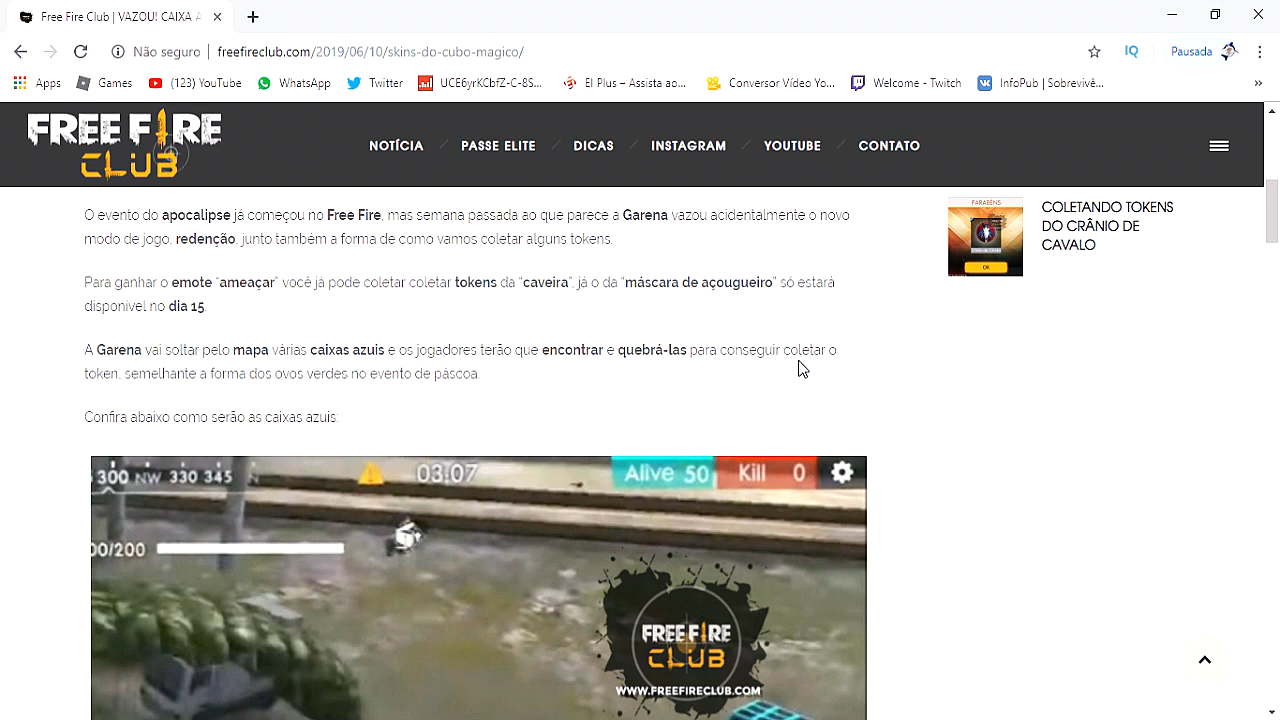 Free Fire Club | VAZOU! CAIXA A
Não seguro | freefireclub.com/2019/06/10/skins-do-cubo-magico/
IQ
Pausada
Apps
Games
(123) YouTube
WhatsApp
Twitter
UCE6yrKCbfZ-C-8S...
EI Plus – Assista ao...
Conversor Vídeo Yo...
Welcome - Twitch
InfoPub | Sobrevivê...
»
FREE FIRE
CLUB
NOTÍCIA / PASSE ELITE / DICAS / INSTAGRAM / YOUTUBE / CONTATO
O evento do apocalipse já começou no Free Fire, mas semana passada ao que parece a Garena vazou acidentalmente o novo
modo de jogo, redenção, junto também a forma de como vamos coletar alguns tokens.
Para ganhar o emote “ameaçar” você já pode coletar coletar tokens da “caveira”, já o da “máscara de açougueiro” só estará
disponível no dia 15.
A Garena vai soltar pelo mapa várias caixas azuis e os jogadores terão que encontrar e quebrá-las para conseguir coletar o
token, semelhante a forma dos ovos verdes no evento de páscoa.
Confira abaixo como serão as caixas azuis:
PARABÉNS
OK
COLETANDO TOKENS
DO CRÂNIO DE
CAVALO
300 NW 330 345 N
03:07
Alive 50
Kill 0
00/200
FREE FIRE
CLUB
WWW.FREEFIRECLUB.COM